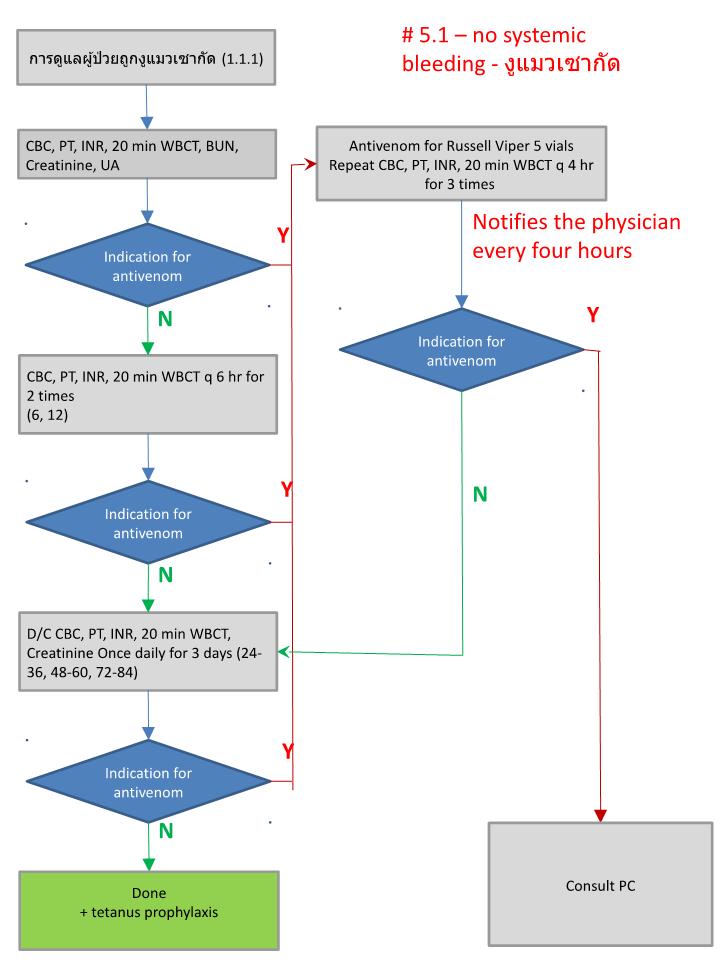 # 5.1 – no systemic
bleeding - งูแมวเซากัด
การดูแลผู้ป่วยถูกงูแมวเซากัด (1.1.1)
CBC, PT, INR, 20 min WBCT, BUN,
Creatinine, UA
Indication for
antivenom
Y
N
CBC, PT, INR, 20 min WBCT q 6 hr for
2 times
(6, 12)
Indication for
antivenom
Y
N
D/C CBC, PT, INR, 20 min WBCT,
Creatinine Once daily for 3 days (24-
36, 48-60, 72-84)
Indication for
antivenom
Y
N
Done
+ tetanus prophylaxis
Antivenom for Russell Viper 5 vials
Repeat CBC, PT, INR, 20 min WBCT q 4 hr
for 3 times
Notifies the physician
every four hours
Indication for
antivenom
Y
N
Consult PC